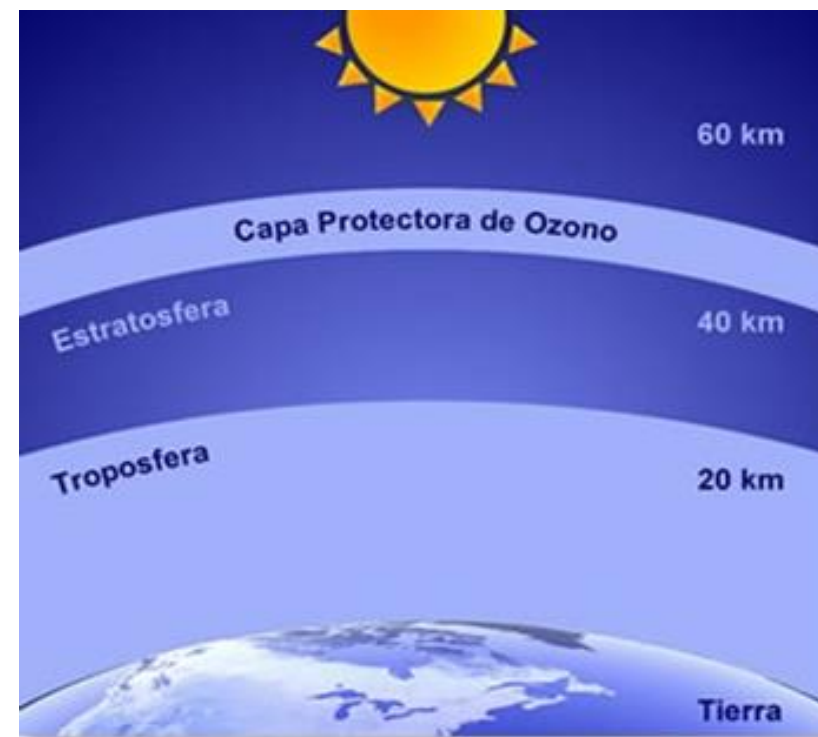 60 km
Capa Protectora de Ozono
Estratosfera
40 km
Troposfera
20 km
Tierra